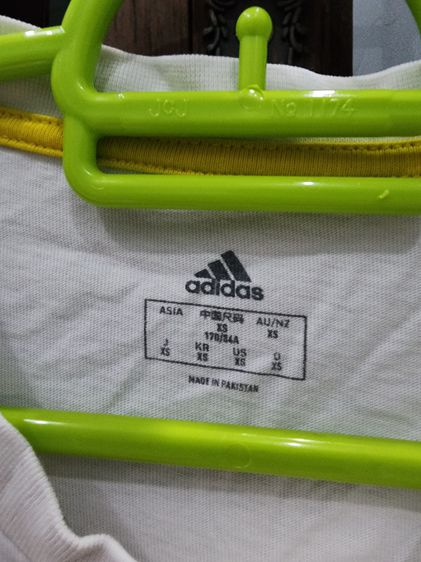 JCJ No 1174
adidas
ASIA 中国尺码 AU/NZ
XS XS
170/84A
J KR US D
XS XS XS XS
MADE IN PAKISTAN